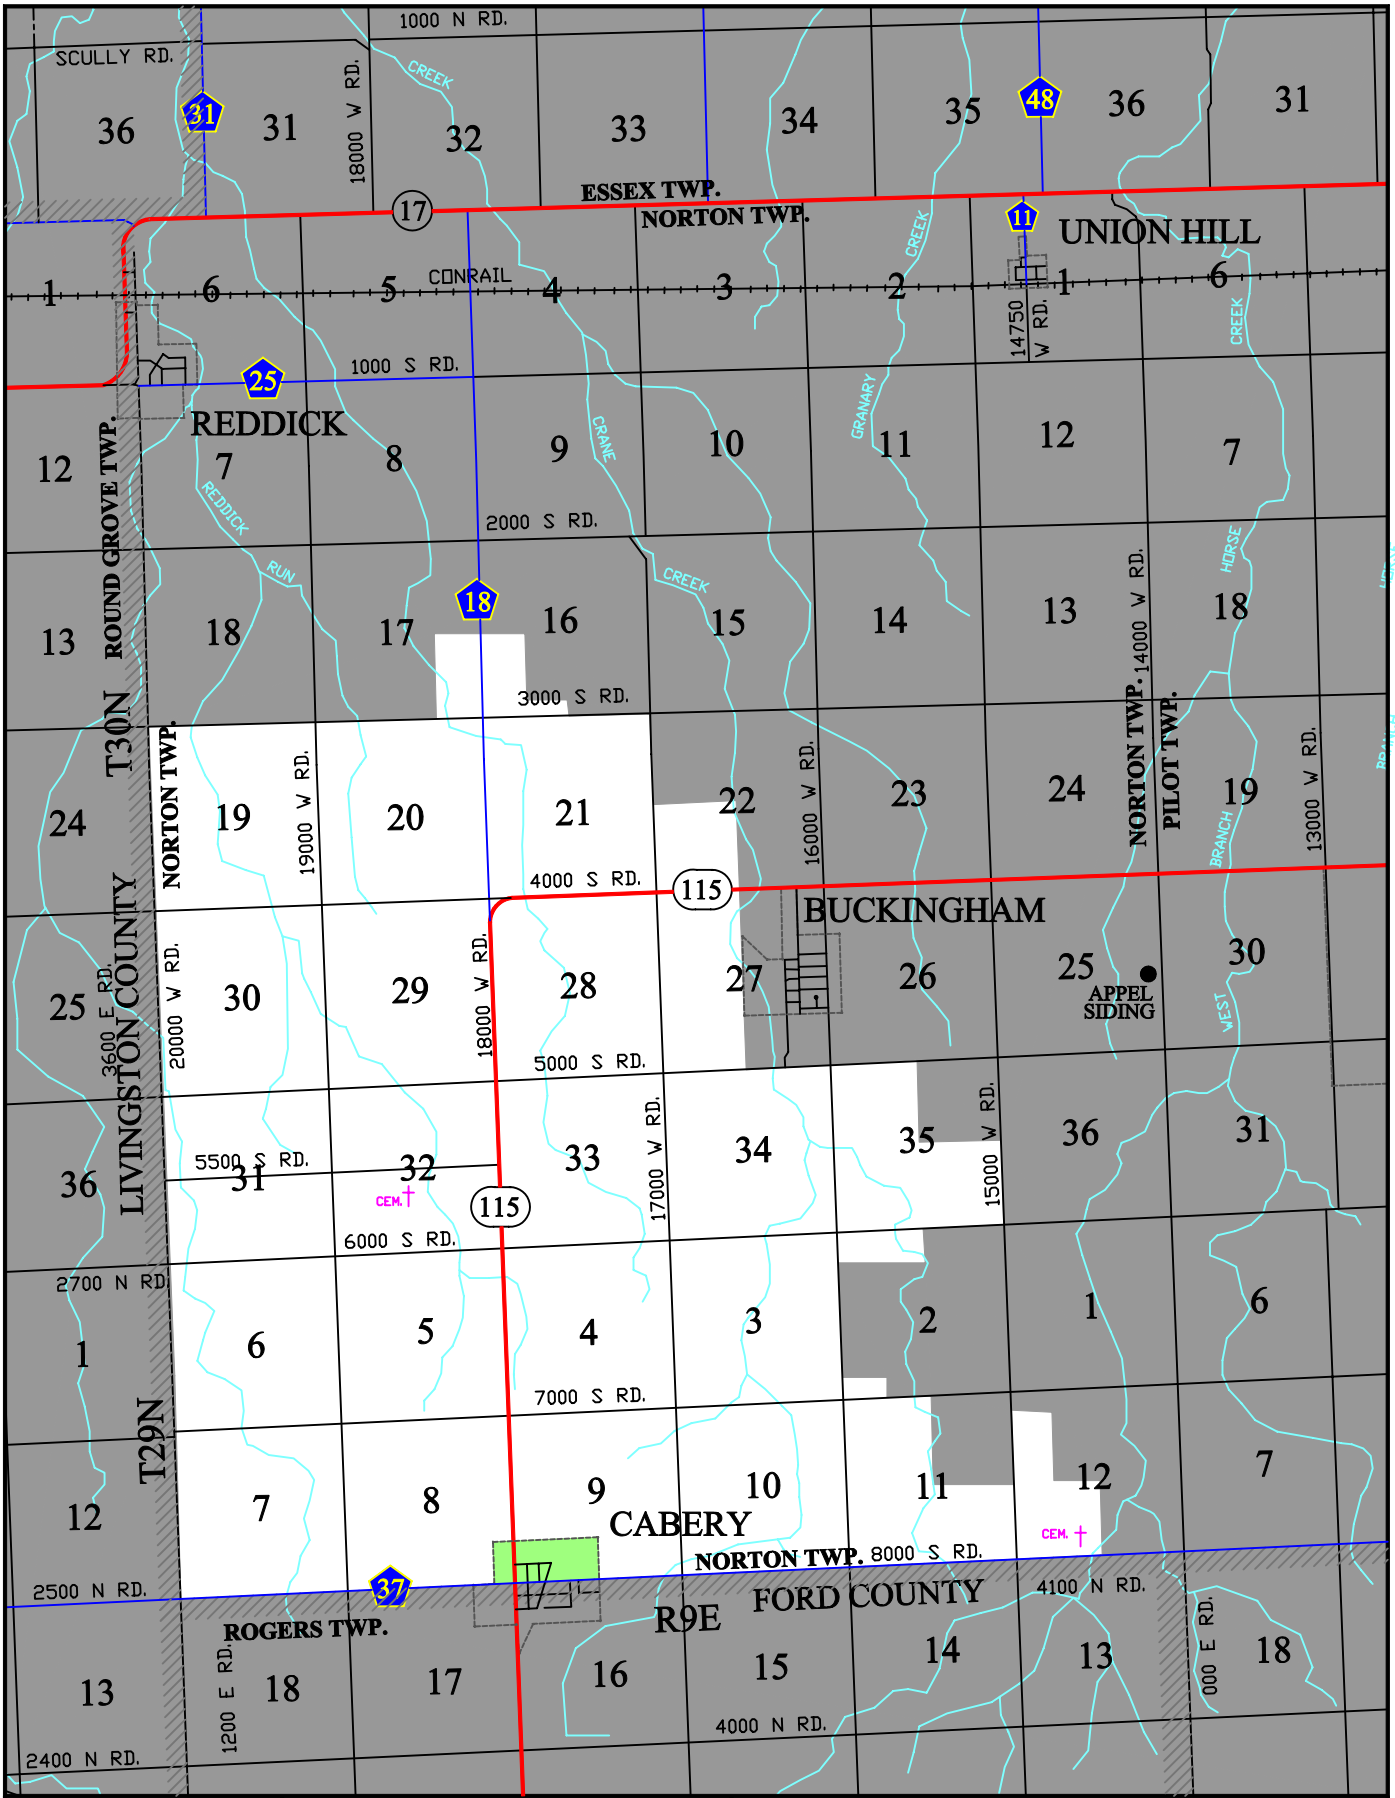 1000 N RD.
SCULLY RD.
CREEK
18000 W RD.
31
48
36
31
32
33
34
35
36
31
ESSEX TWP.
17
NORTON TWP.
11
UNION HILL
CREEK
CONRAIL
1
6
5
4
3
2
1
6
14750
W RD.
CREEK
1000 S RD.
25
REDDICK
GRANARY
CRANE
12
7
8
9
10
11
12
7
ROUND GROVE TWP.
REDDICK
RUN
2000 S RD.
HORSE
CREEK
18
13
18
17
16
15
14
13
18
14000 W RD.
3000 S RD.
T30N
NORTON TWP.
NORTON TWP.
PILOT TWP.
19000 W RD.
16000 W RD.
13000 W RD.
24
19
20
21
22
23
24
19
BRANCH
4000 S RD.
115
BUCKINGHAM
LIVINGSTON COUNTY
3600 E RD.
20000 W RD.
18000 W RD.
25
30
29
28
27
26
25
30
APPEL
SIDING
WEST
5000 S RD.
17000 W RD.
15000 W RD.
36
31
32
33
34
35
36
31
5500 S RD.
CEM.
115
6000 S RD.
2700 N RD.
1
6
5
4
3
2
1
6
7000 S RD.
T29N
12
7
8
9
10
11
12
7
CABERY
CEM.
NORTON TWP.
8000 S RD.
2500 N RD.
37
4100 N RD.
FORD COUNTY
R9E
ROGERS TWP.
1200 E RD.
000 E RD.
13
18
17
16
15
14
13
18
4000 N RD.
2400 N RD.